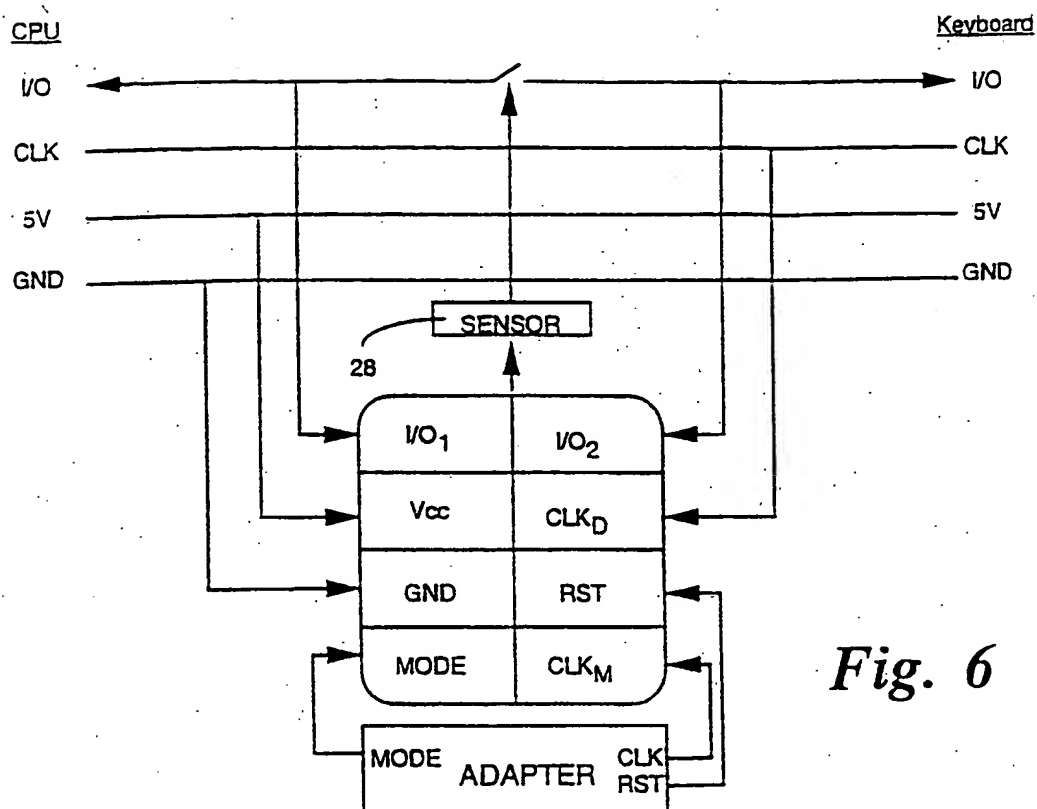 CPU
Keyboard
I/O
I/O
CLK
CLK
5V
5V
GND
GND
SENSOR
28
I/O1
I/O2
Vcc
CLKD
GND
RST
MODE
CLKM
Fig. 6
MODE
ADAPTER
CLK
RST